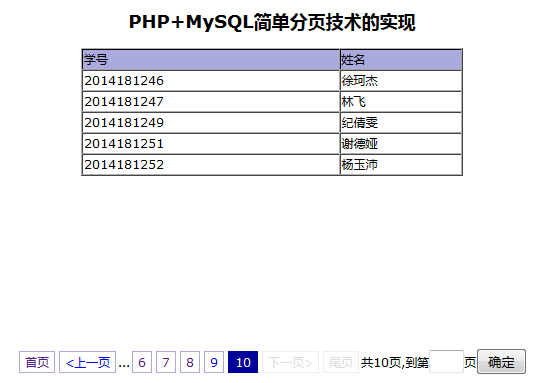 PHP+MySQL简单分页技术的实现
学号 姓名
2014181246 徐珂杰
2014181247 林飞
2014181249 纪倩雯
2014181251 谢德娅
2014181252 杨玉沛
首页 <上一页 ... 6 7 8 9 10 下一页> 尾页 共10页,到第 页 确定